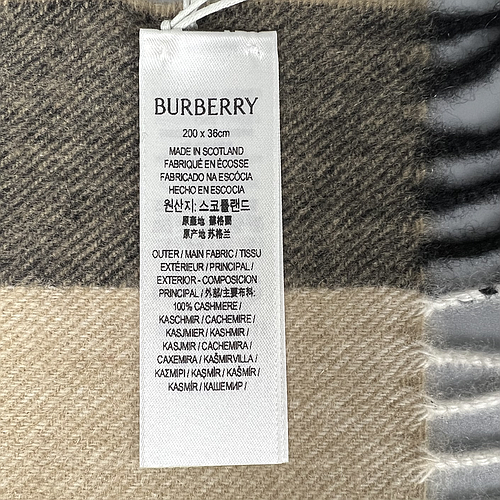 BURBERRY
200 x 36cm
MADE IN SCOTLAND
FABRIQUÉ EN ÉCOSSE
FABRICADO NA ESCÓCIA
HECHO EN ESCOCIA
원산지: 스코틀랜드
原產地 蘇格蘭
原产地 苏格兰
OUTER / MAIN FABRIC / TISSU
EXTÉRIEUR / PRINCIPAL /
EXTERIOR - COMPOSICION
PRINCIPAL / 外部/主要布料:
100% CASHMERE /
KASCHMIR / CACHEMIRE /
KASJMIER / KASHMIR /
KASJMIR / CACHEMIRA /
CAXEMIRA / KAŠMIRVILLA /
ΚΑΣΜΙΡΙ / KAŞMİR / KAŠMÍR /
KASMÍR / КАШЕМИР /